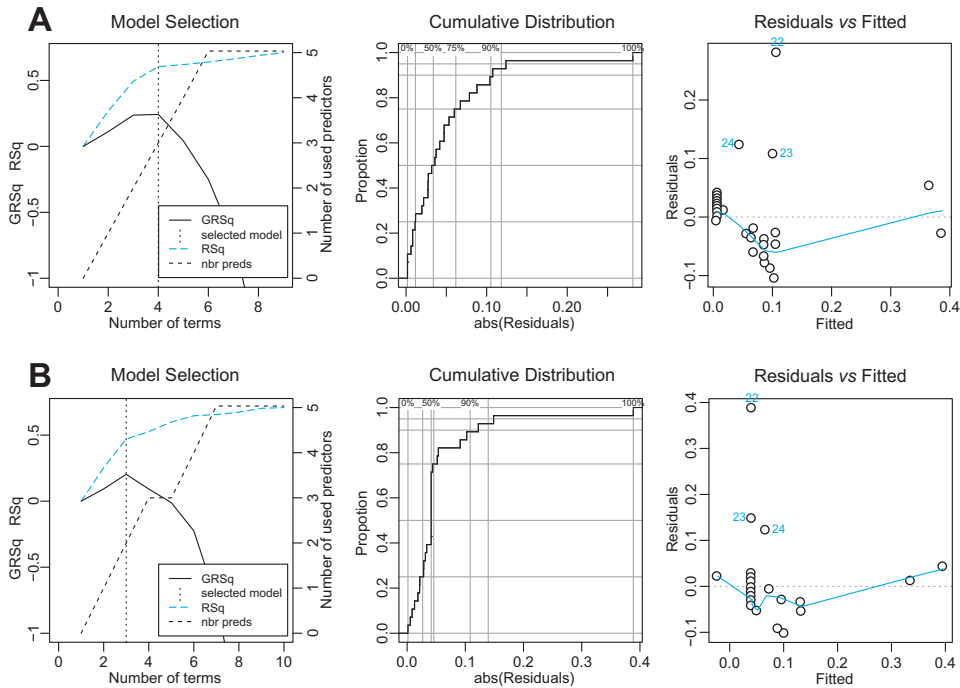 A
Model Selection
Cumulative Distribution
Residuals vs Fitted
GRSq RSq
0.5
0
−0.5
−1
Number of used predictors
5
4
3
2
1
0
GRSq
selected model
RSq
nbr preds
2 4 6 8
Number of terms
Propotion
1.0
0.8
0.6
0.4
0.2
0.0
0% 50% 75% 90% 100%
0.00 0.10 0.20
abs(Residuals)
Residuals
0.2
0.1
0.0
−0.1
22
24
23
0.0 0.1 0.2 0.3 0.4
Fitted
B
Model Selection
Cumulative Distribution
Residuals vs Fitted
GRSq RSq
0.5
0
−0.5
−1
Number of used predictors
5
4
3
2
1
0
GRSq
selected model
RSq
nbr preds
0 2 4 6 8 10
Number of terms
Propotion
1.0
0.8
0.6
0.4
0.2
0.0
0% 50% 90% 100%
0.0 0.1 0.2 0.3 0.4
abs(Residuals)
Residuals
0.4
0.3
0.2
0.1
0.0
−0.1
22
23
24
0.0 0.1 0.2 0.3 0.4
Fitted